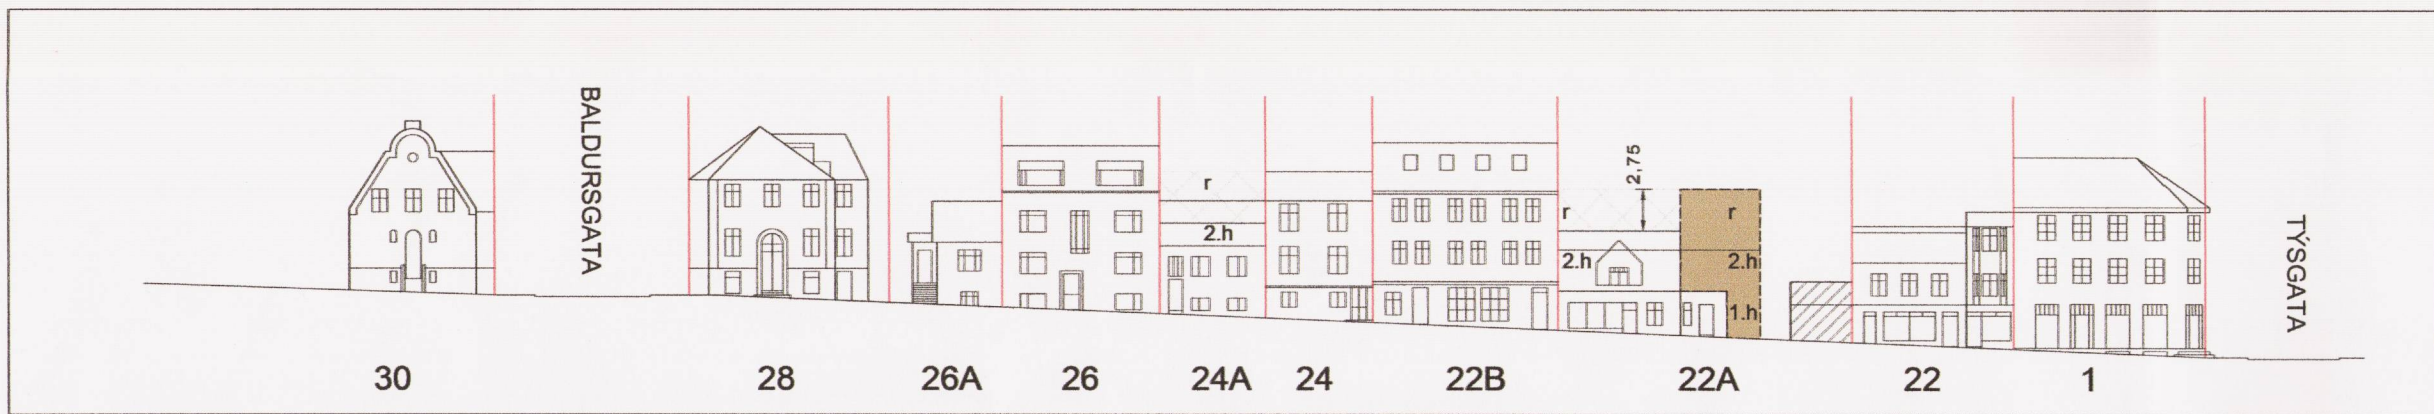 BALDURSGATA
r
2.h
r
2.h
2,75
r
2.h
1.h
TÝSGATA
30
28
26A
26
24A
24
22B
22A
22
1